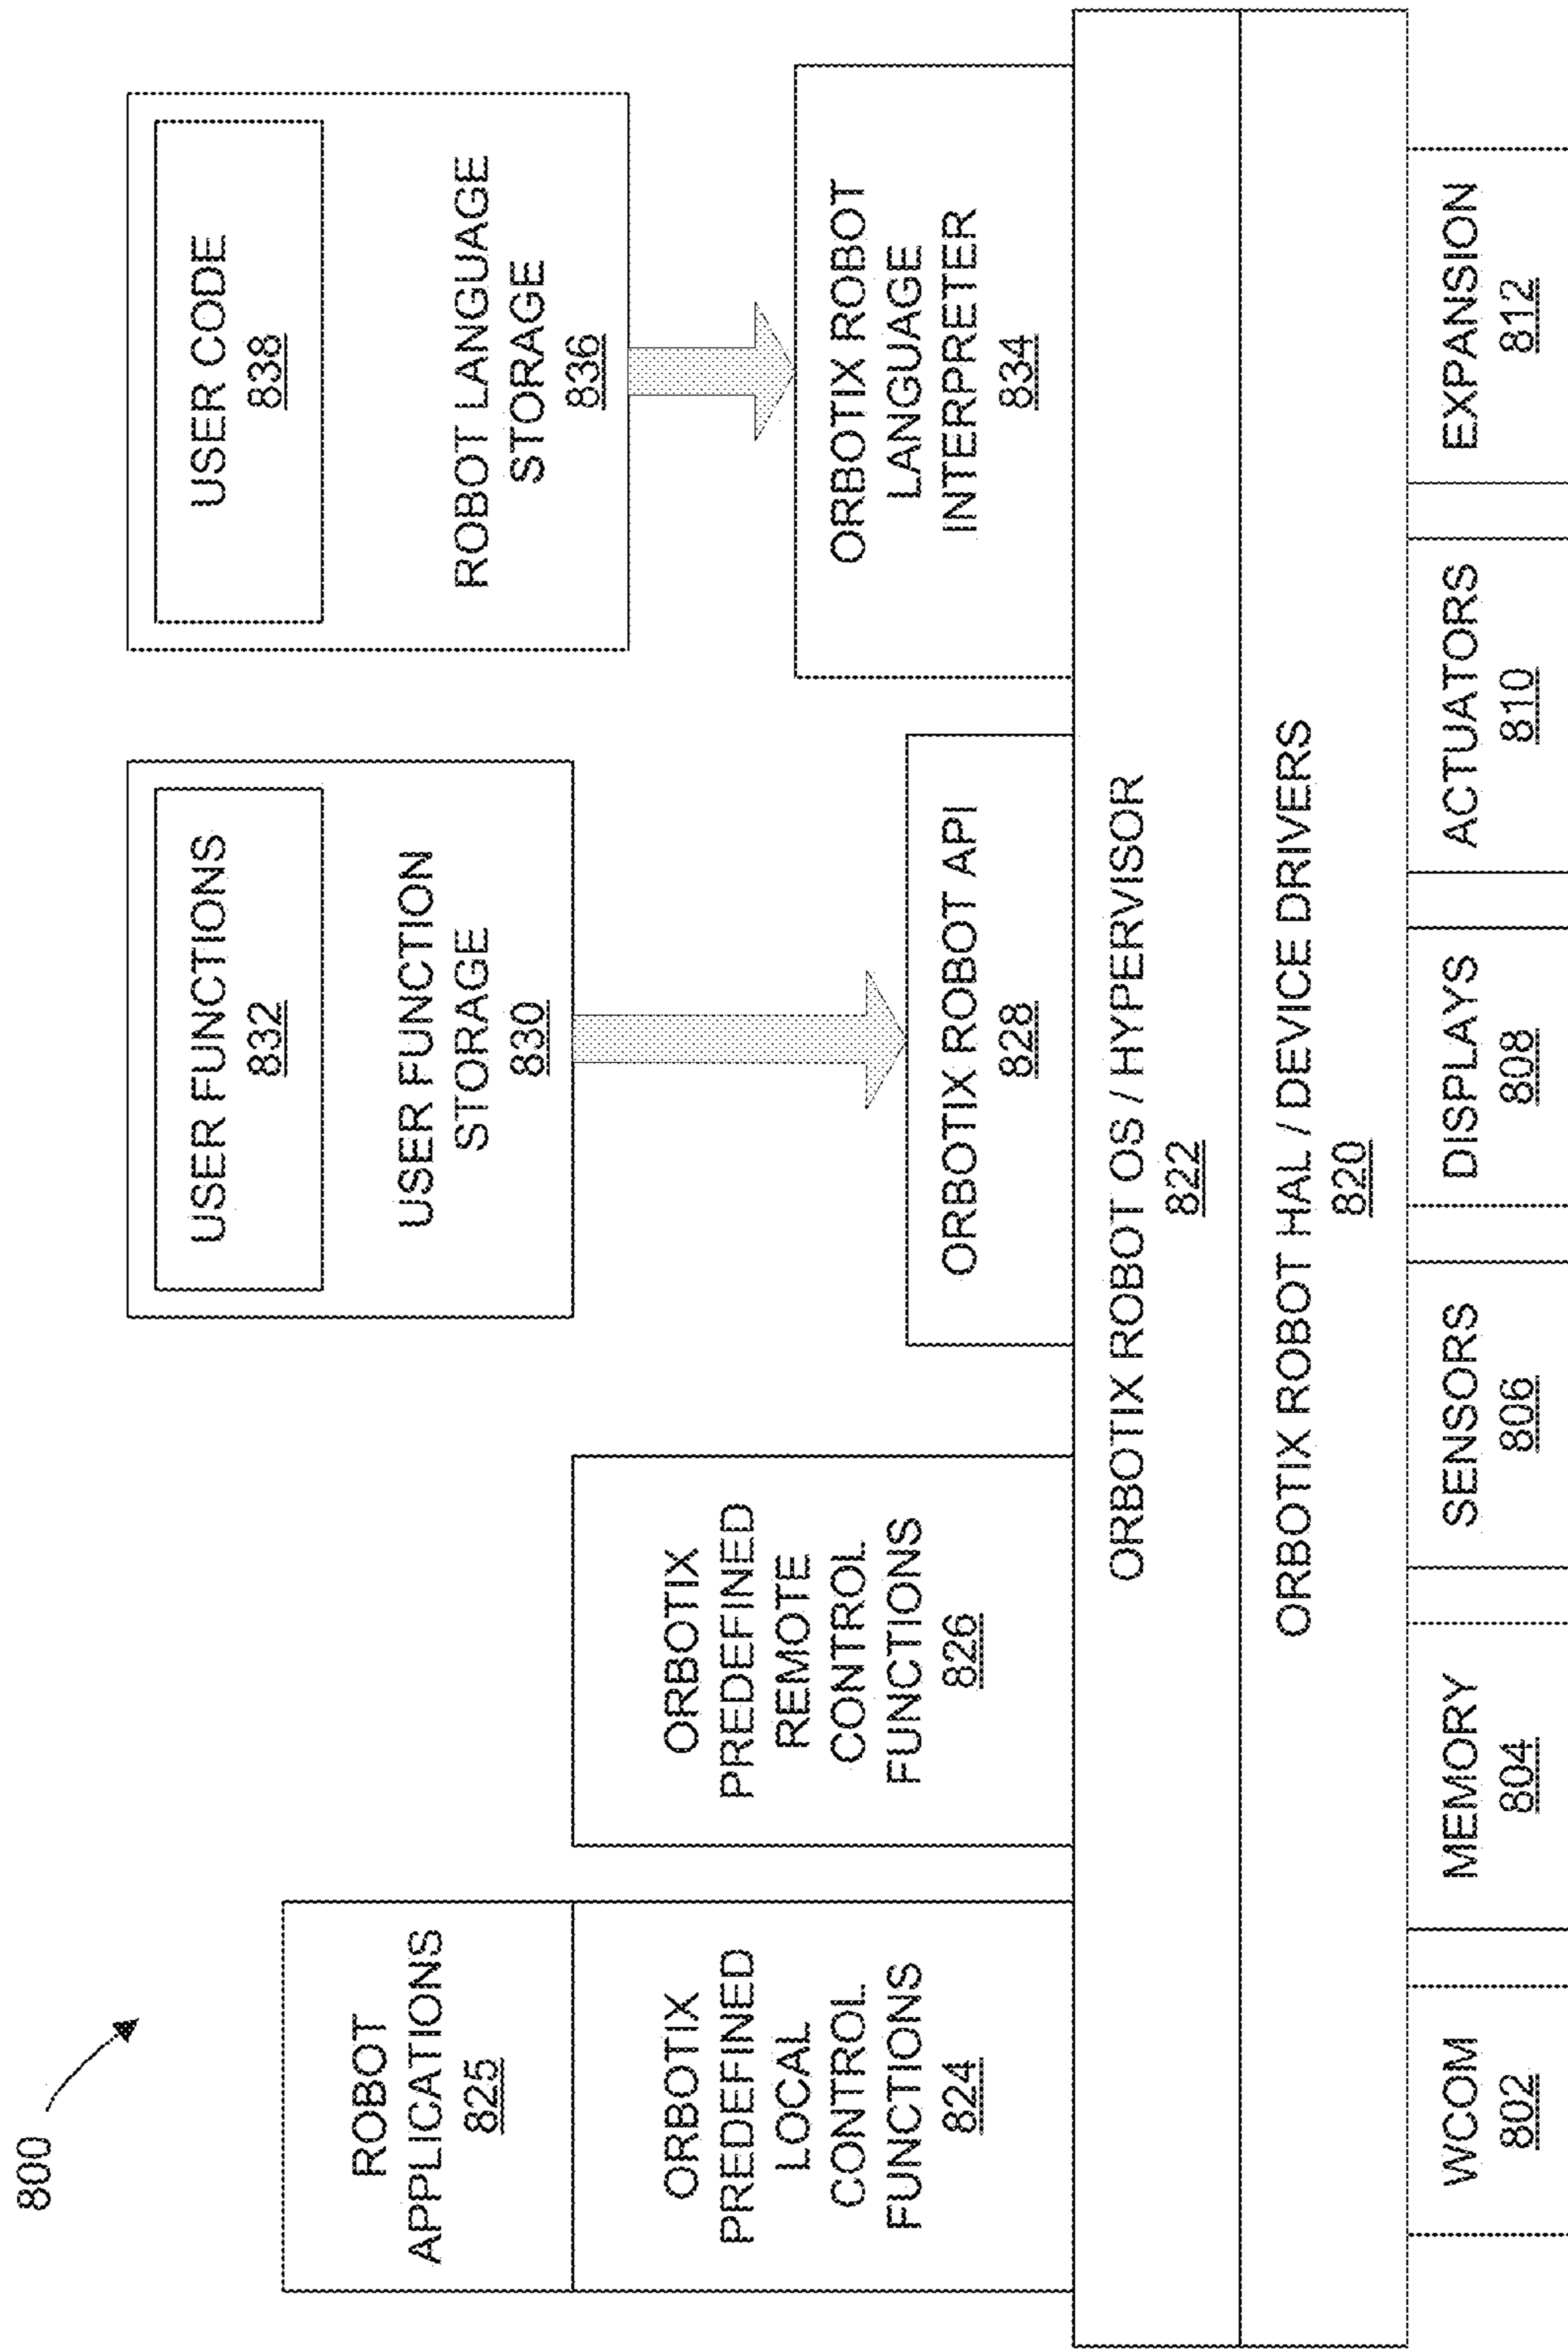 800
ROBOT
APPLICATIONS
825
ORBOTIX
PREDEFINED
LOCAL
CONTROL
FUNCTIONS
824
ORBOTIX
PREDEFINED
REMOTE
CONTROL
FUNCTIONS
826
USER FUNCTIONS
832
USER FUNCTION
STORAGE
830
ORBOTIX ROBOT API
828
USER CODE
838
ROBOT LANGUAGE
STORAGE
836
ORBOTIX ROBOT
LANGUAGE
INTERPRETER
834
ORBOTIX ROBOT OS / HYPERVISOR
822
ORBOTIX ROBOT HAL / DEVICE DRIVERS
820
WCOM
802
MEMORY
804
SENSORS
806
DISPLAYS
808
ACTUATORS
810
EXPANSION
812